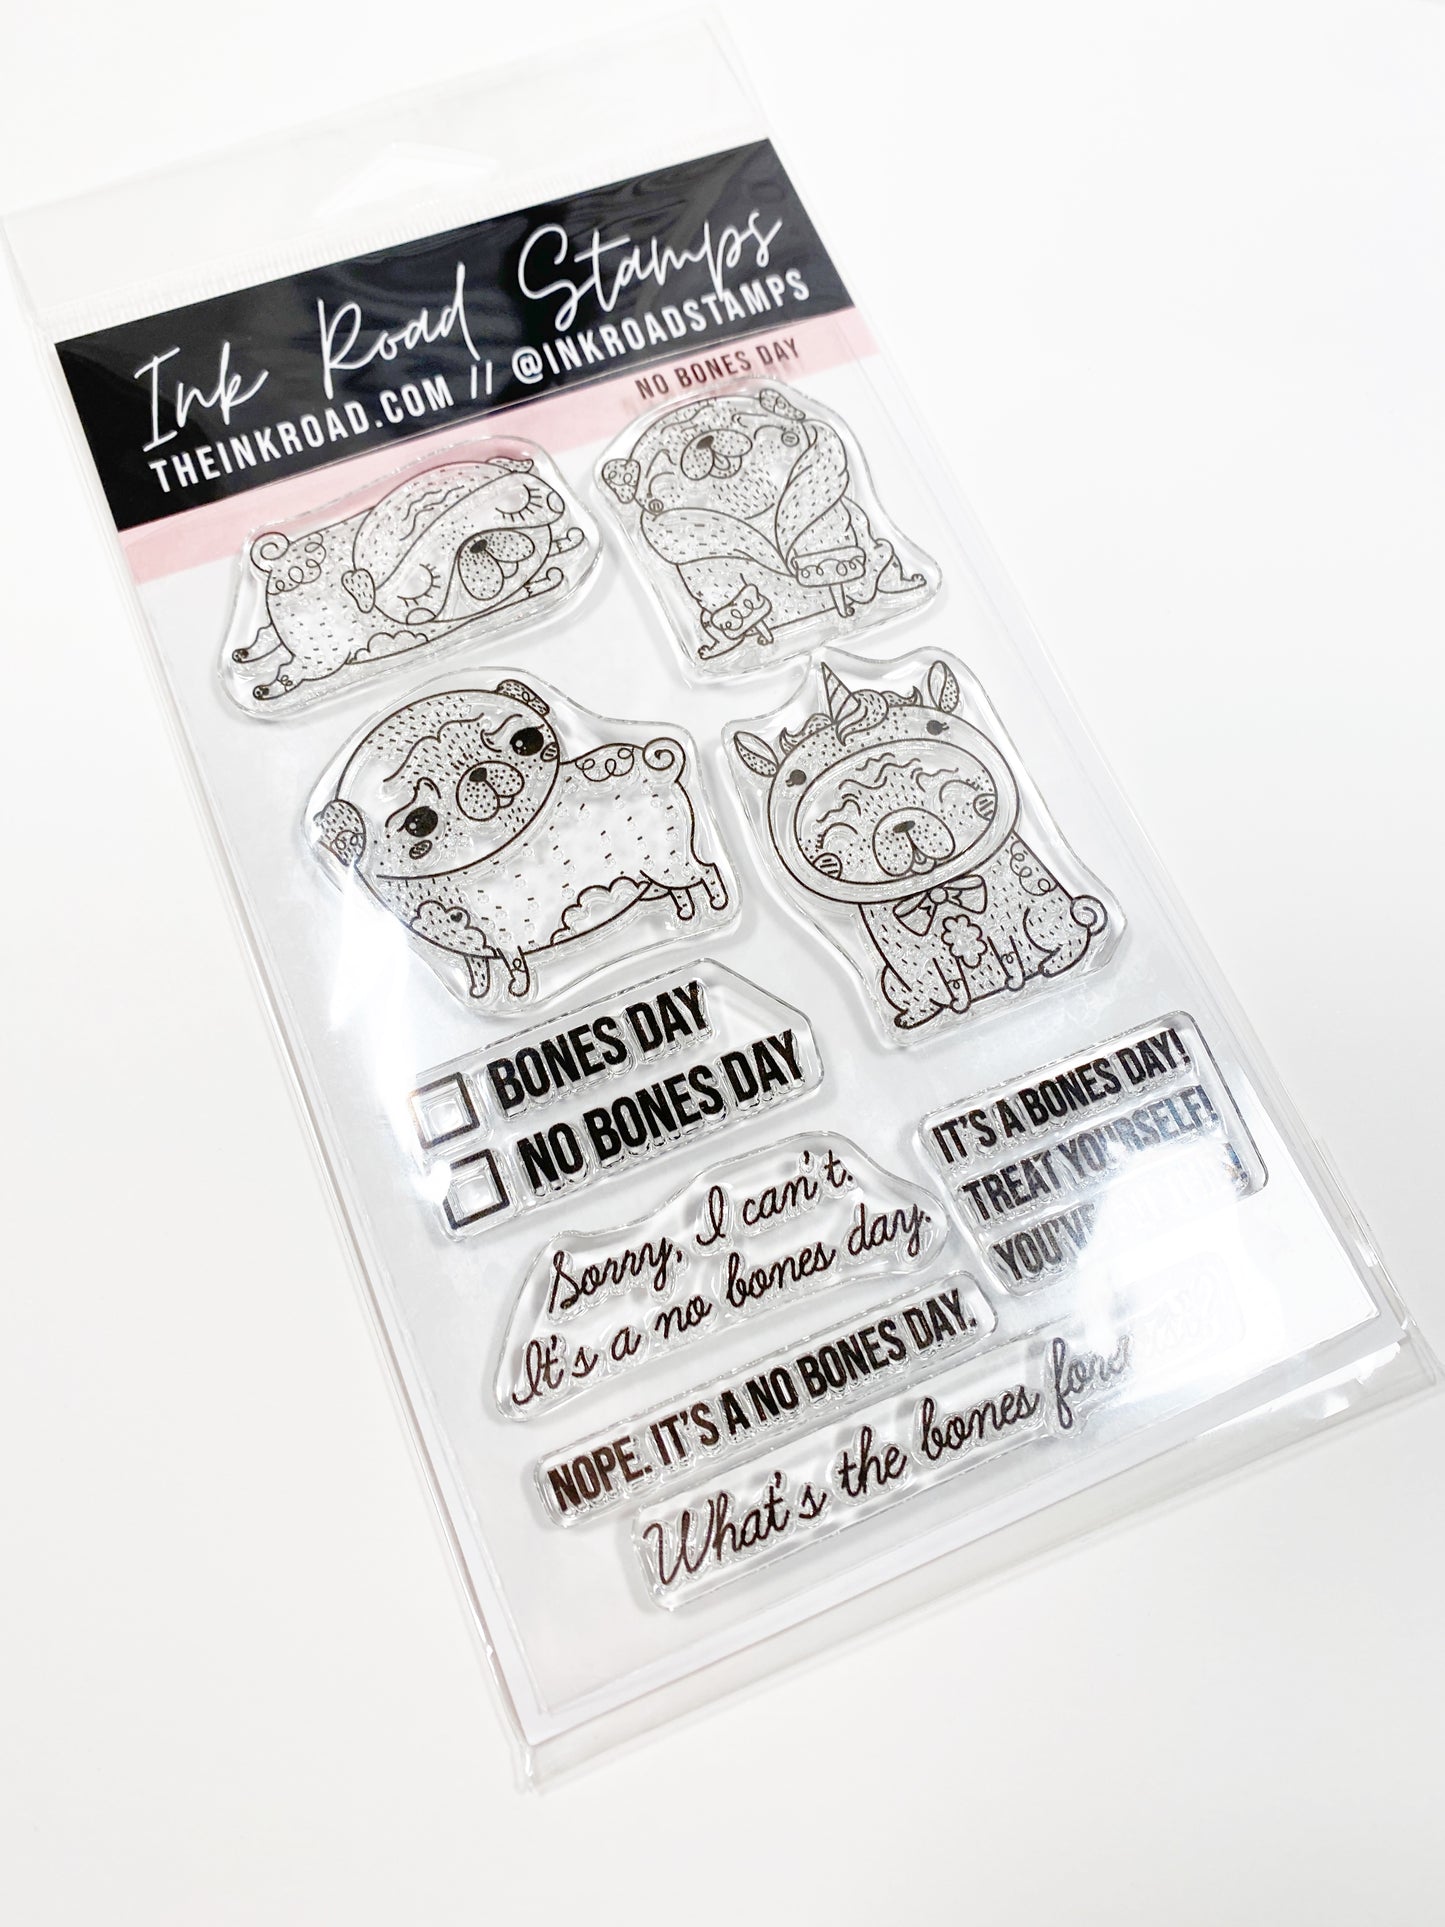 Ink Road Stamps
THEINKROAD.COM // @INKROADSTAMPS
NO BONES DAY
BONES DAY
NO BONES DAY
IT'S A BONES DAY!
TREAT YOURSELF!
Sorry, I can't.
It's a no bones day.
NOPE. IT'S A NO BONES DAY.
What's the bones